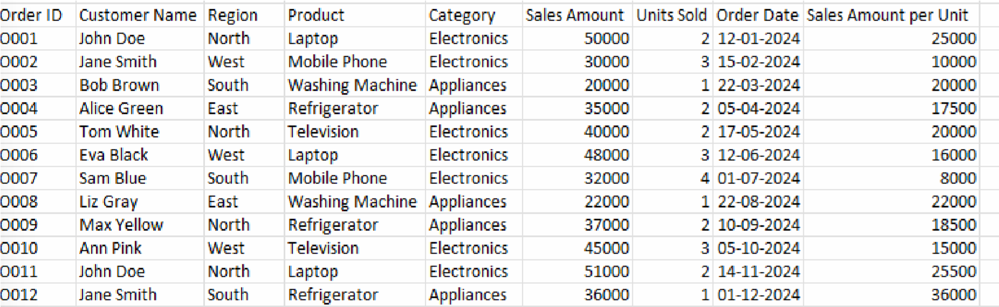 Order ID Customer Name Region Product Category Sales Amount Units Sold Order Date Sales Amount per Unit
O001 John Doe North Laptop Electronics 50000 2 12-01-2024 25000
O002 Jane Smith West Mobile Phone Electronics 30000 3 15-02-2024 10000
O003 Bob Brown South Washing Machine Appliances 20000 1 22-03-2024 20000
O004 Alice Green East Refrigerator Appliances 35000 2 05-04-2024 17500
O005 Tom White North Television Electronics 40000 2 17-05-2024 20000
O006 Eva Black West Laptop Electronics 48000 3 12-06-2024 16000
O007 Sam Blue South Mobile Phone Electronics 32000 4 01-07-2024 8000
O008 Liz Gray East Washing Machine Appliances 22000 1 22-08-2024 22000
O009 Max Yellow North Refrigerator Appliances 37000 2 10-09-2024 18500
O010 Ann Pink West Television Electronics 45000 3 05-10-2024 15000
O011 John Doe North Laptop Electronics 51000 2 14-11-2024 25500
O012 Jane Smith South Refrigerator Appliances 36000 1 01-12-2024 36000